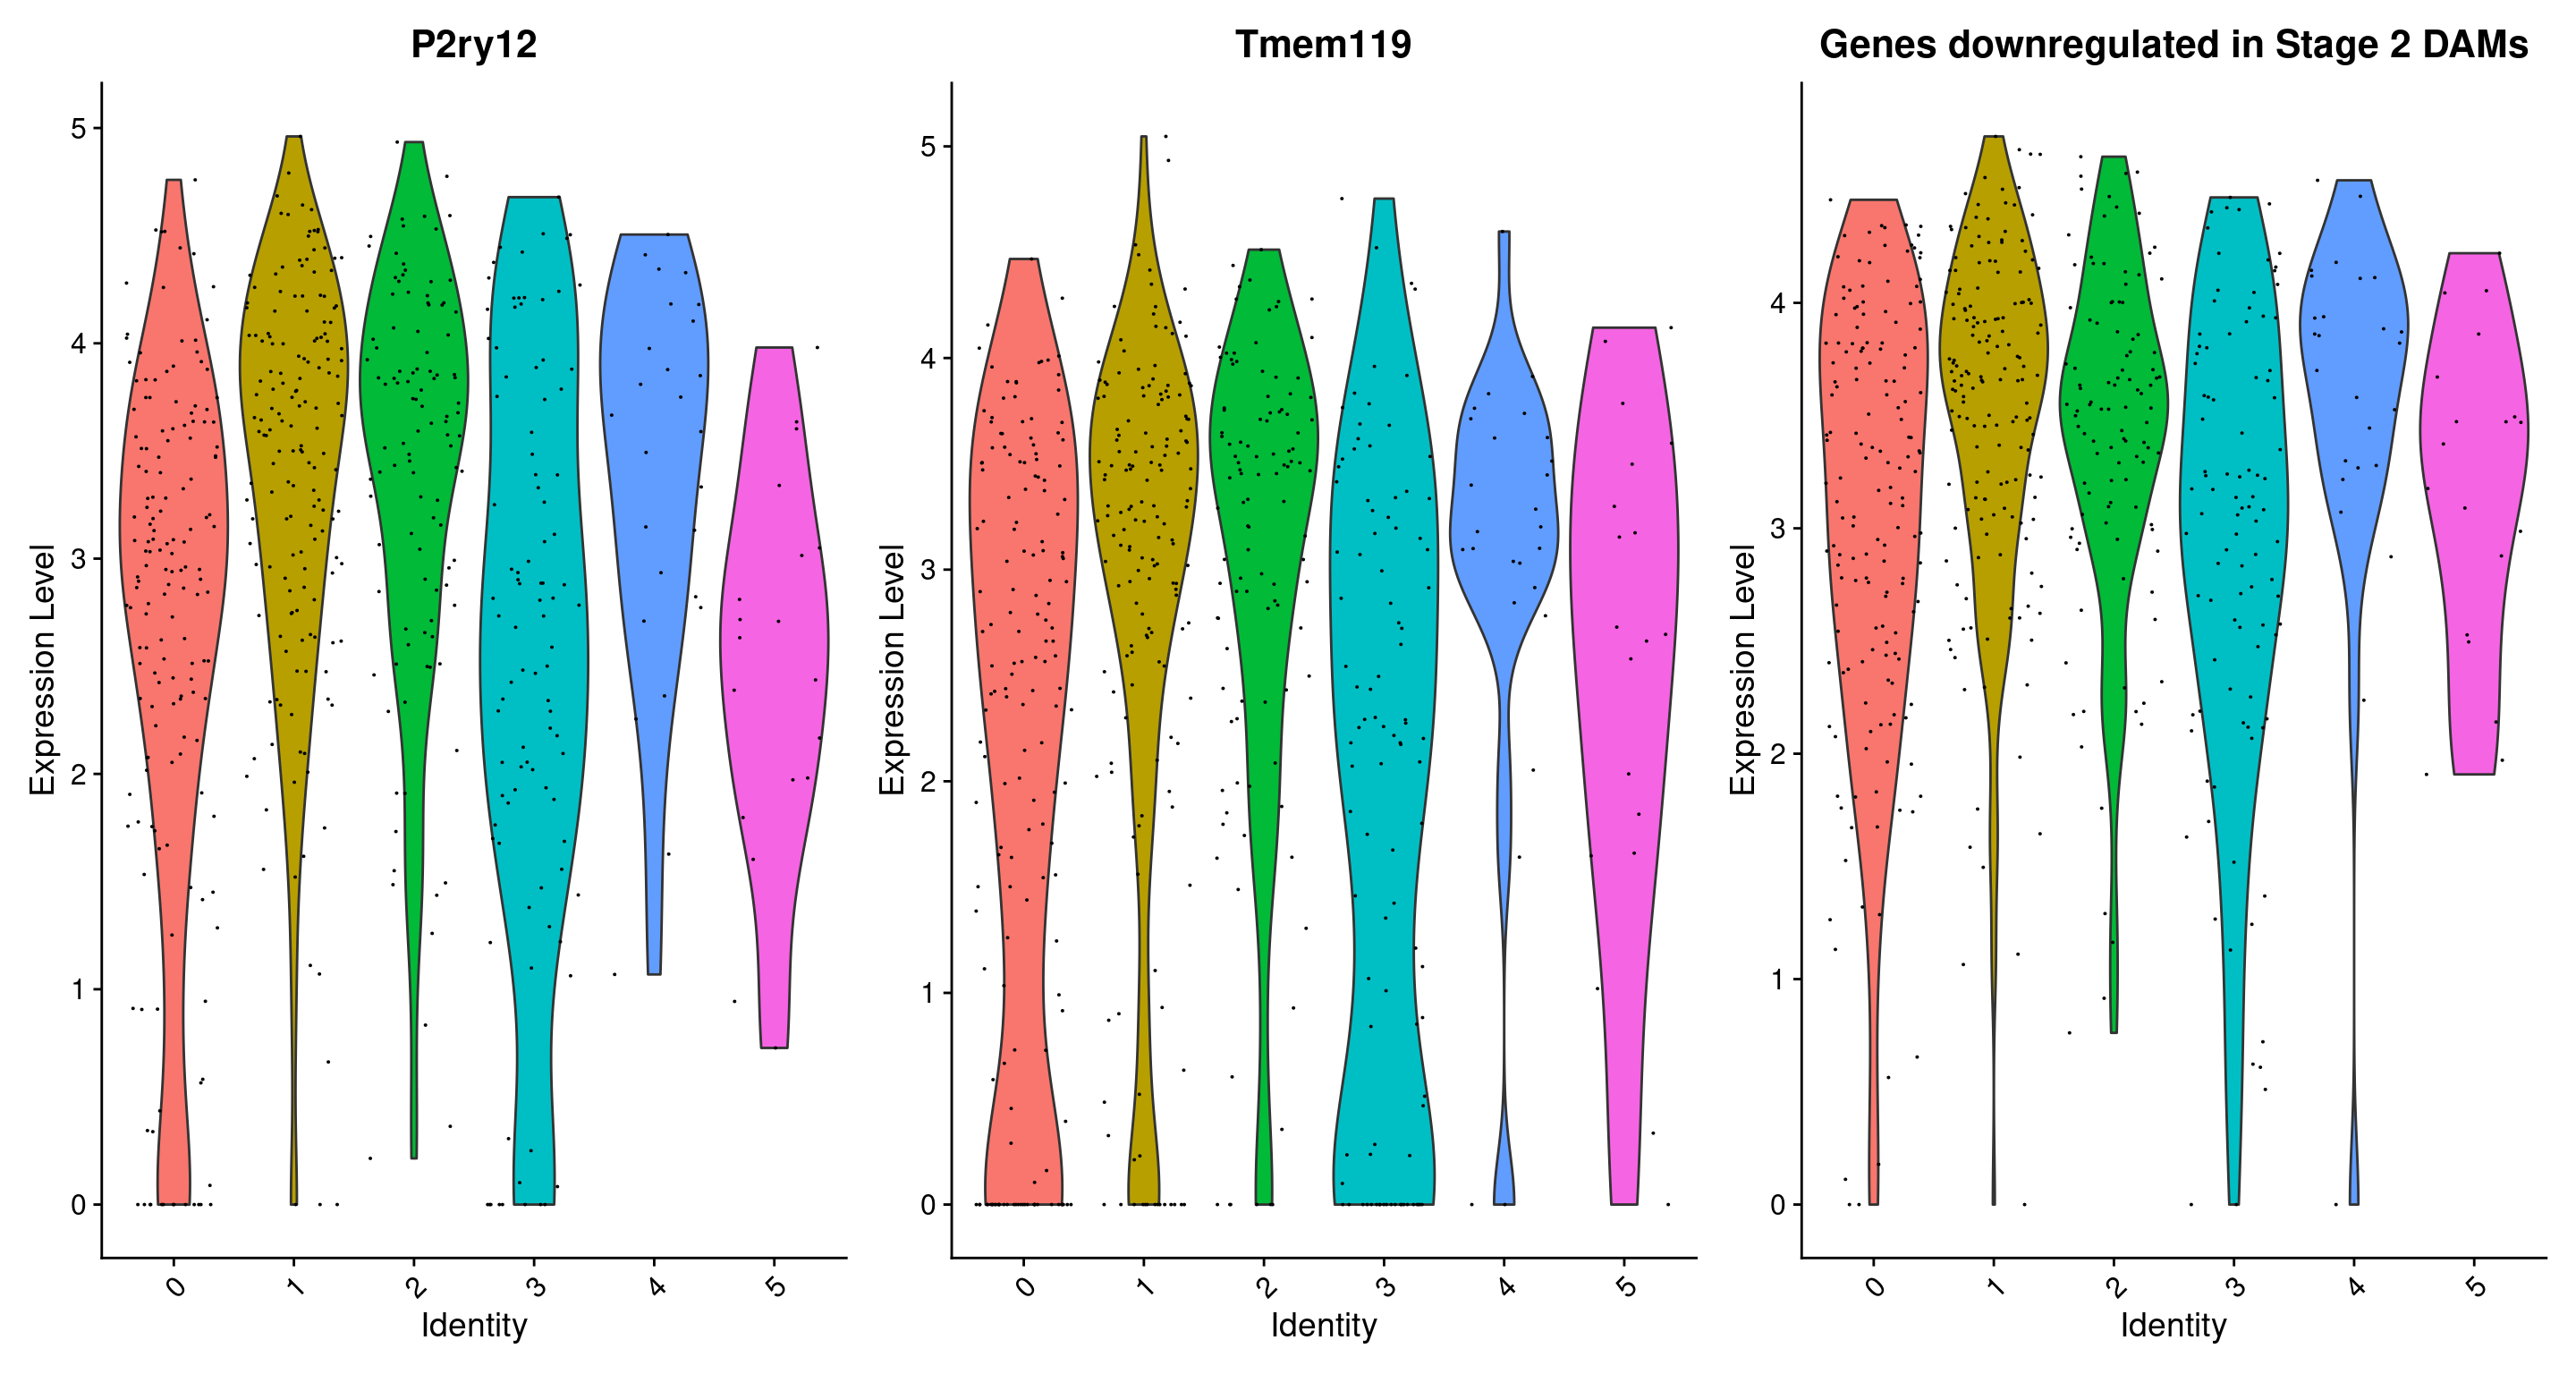 P2ry12
Expression Level
5
4
3
2
1
0
0 1 2 3 4 5
Identity
Tmem119
Expression Level
5
4
3
2
1
0
0 1 2 3 4 5
Identity
Genes downregulated in Stage 2 DAMs
Expression Level
4
3
2
1
0
0 1 2 3 4 5
Identity